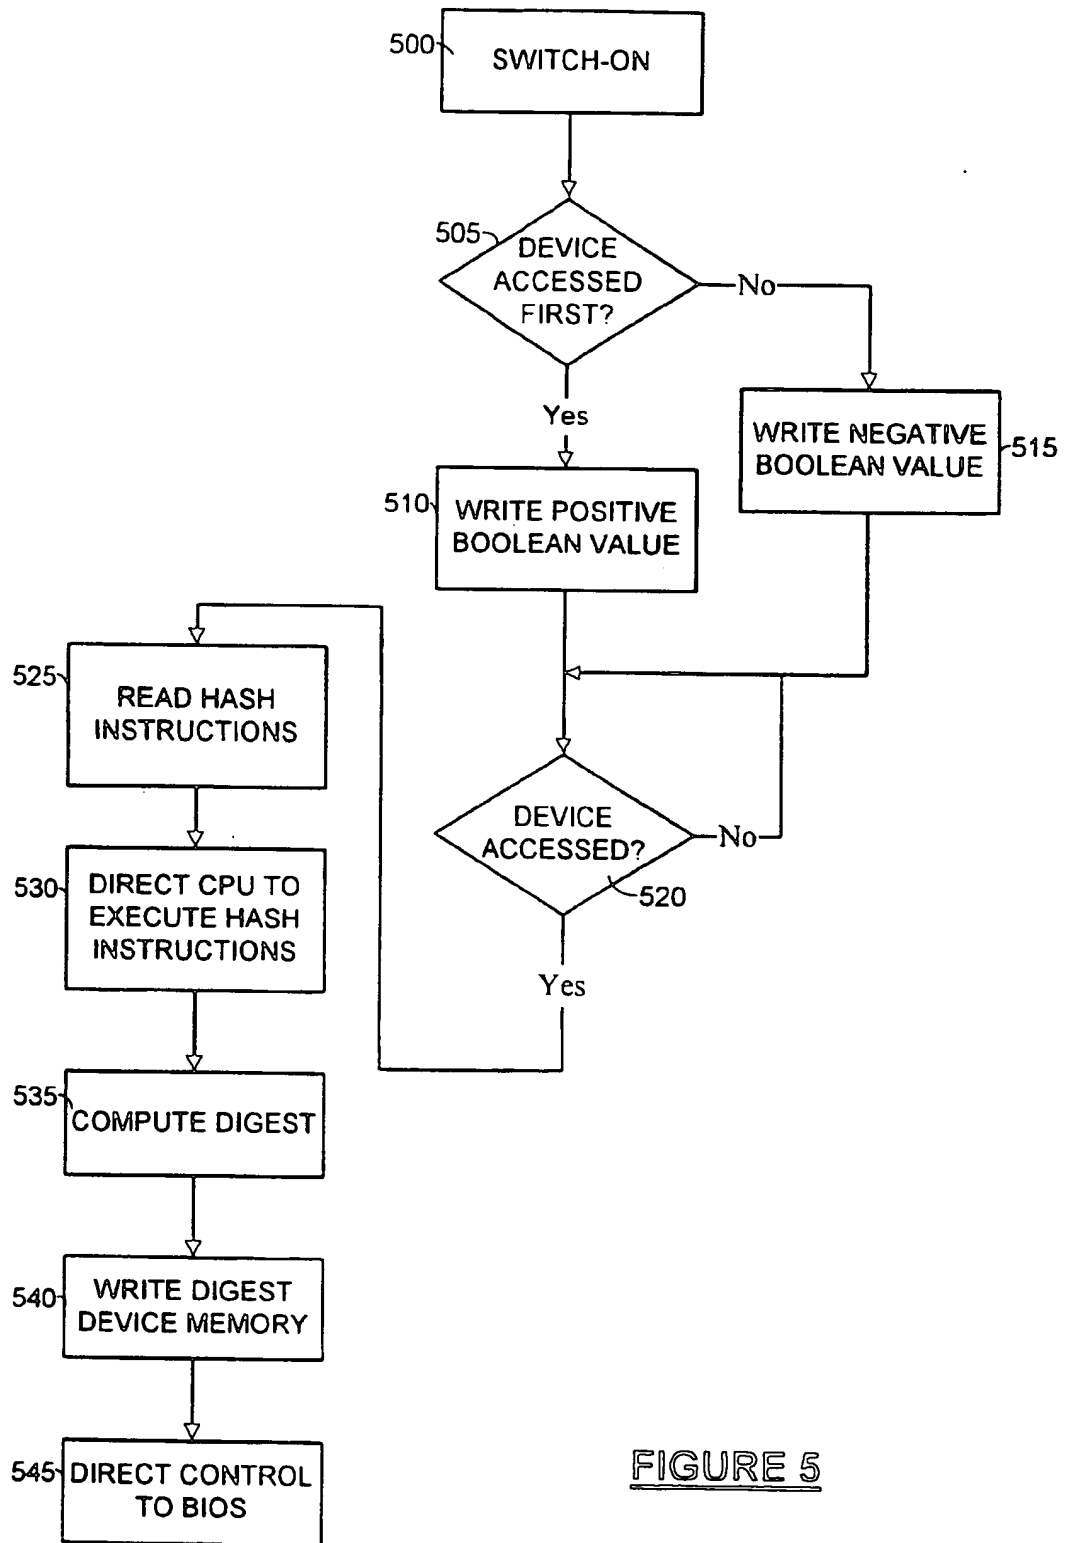 500
SWITCH-ON
505
DEVICE
ACCESSED
FIRST?
No
Yes
WRITE NEGATIVE
BOOLEAN VALUE
515
510
WRITE POSITIVE
BOOLEAN VALUE
525
READ HASH
INSTRUCTIONS
DEVICE
ACCESSED?
No
520
Yes
530
DIRECT CPU TO
EXECUTE HASH
INSTRUCTIONS
535
COMPUTE DIGEST
540
WRITE DIGEST
DEVICE MEMORY
545
DIRECT CONTROL
TO BIOS
FIGURE 5